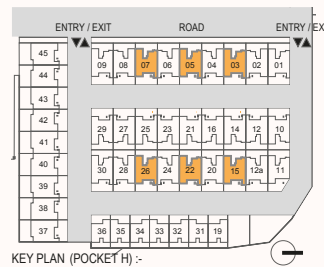 ENTRY / EXIT ROAD ENTRY / EX
45 09 08 07 06 05 04 03 02 01
44
43
42 29 27 25 23 21 16 14 12 10
41
40 30 28 26 24 22 20 15 12a 11
39
38
37 36 35 34 33 32 31 19
KEY PLAN (POCKET H) :-